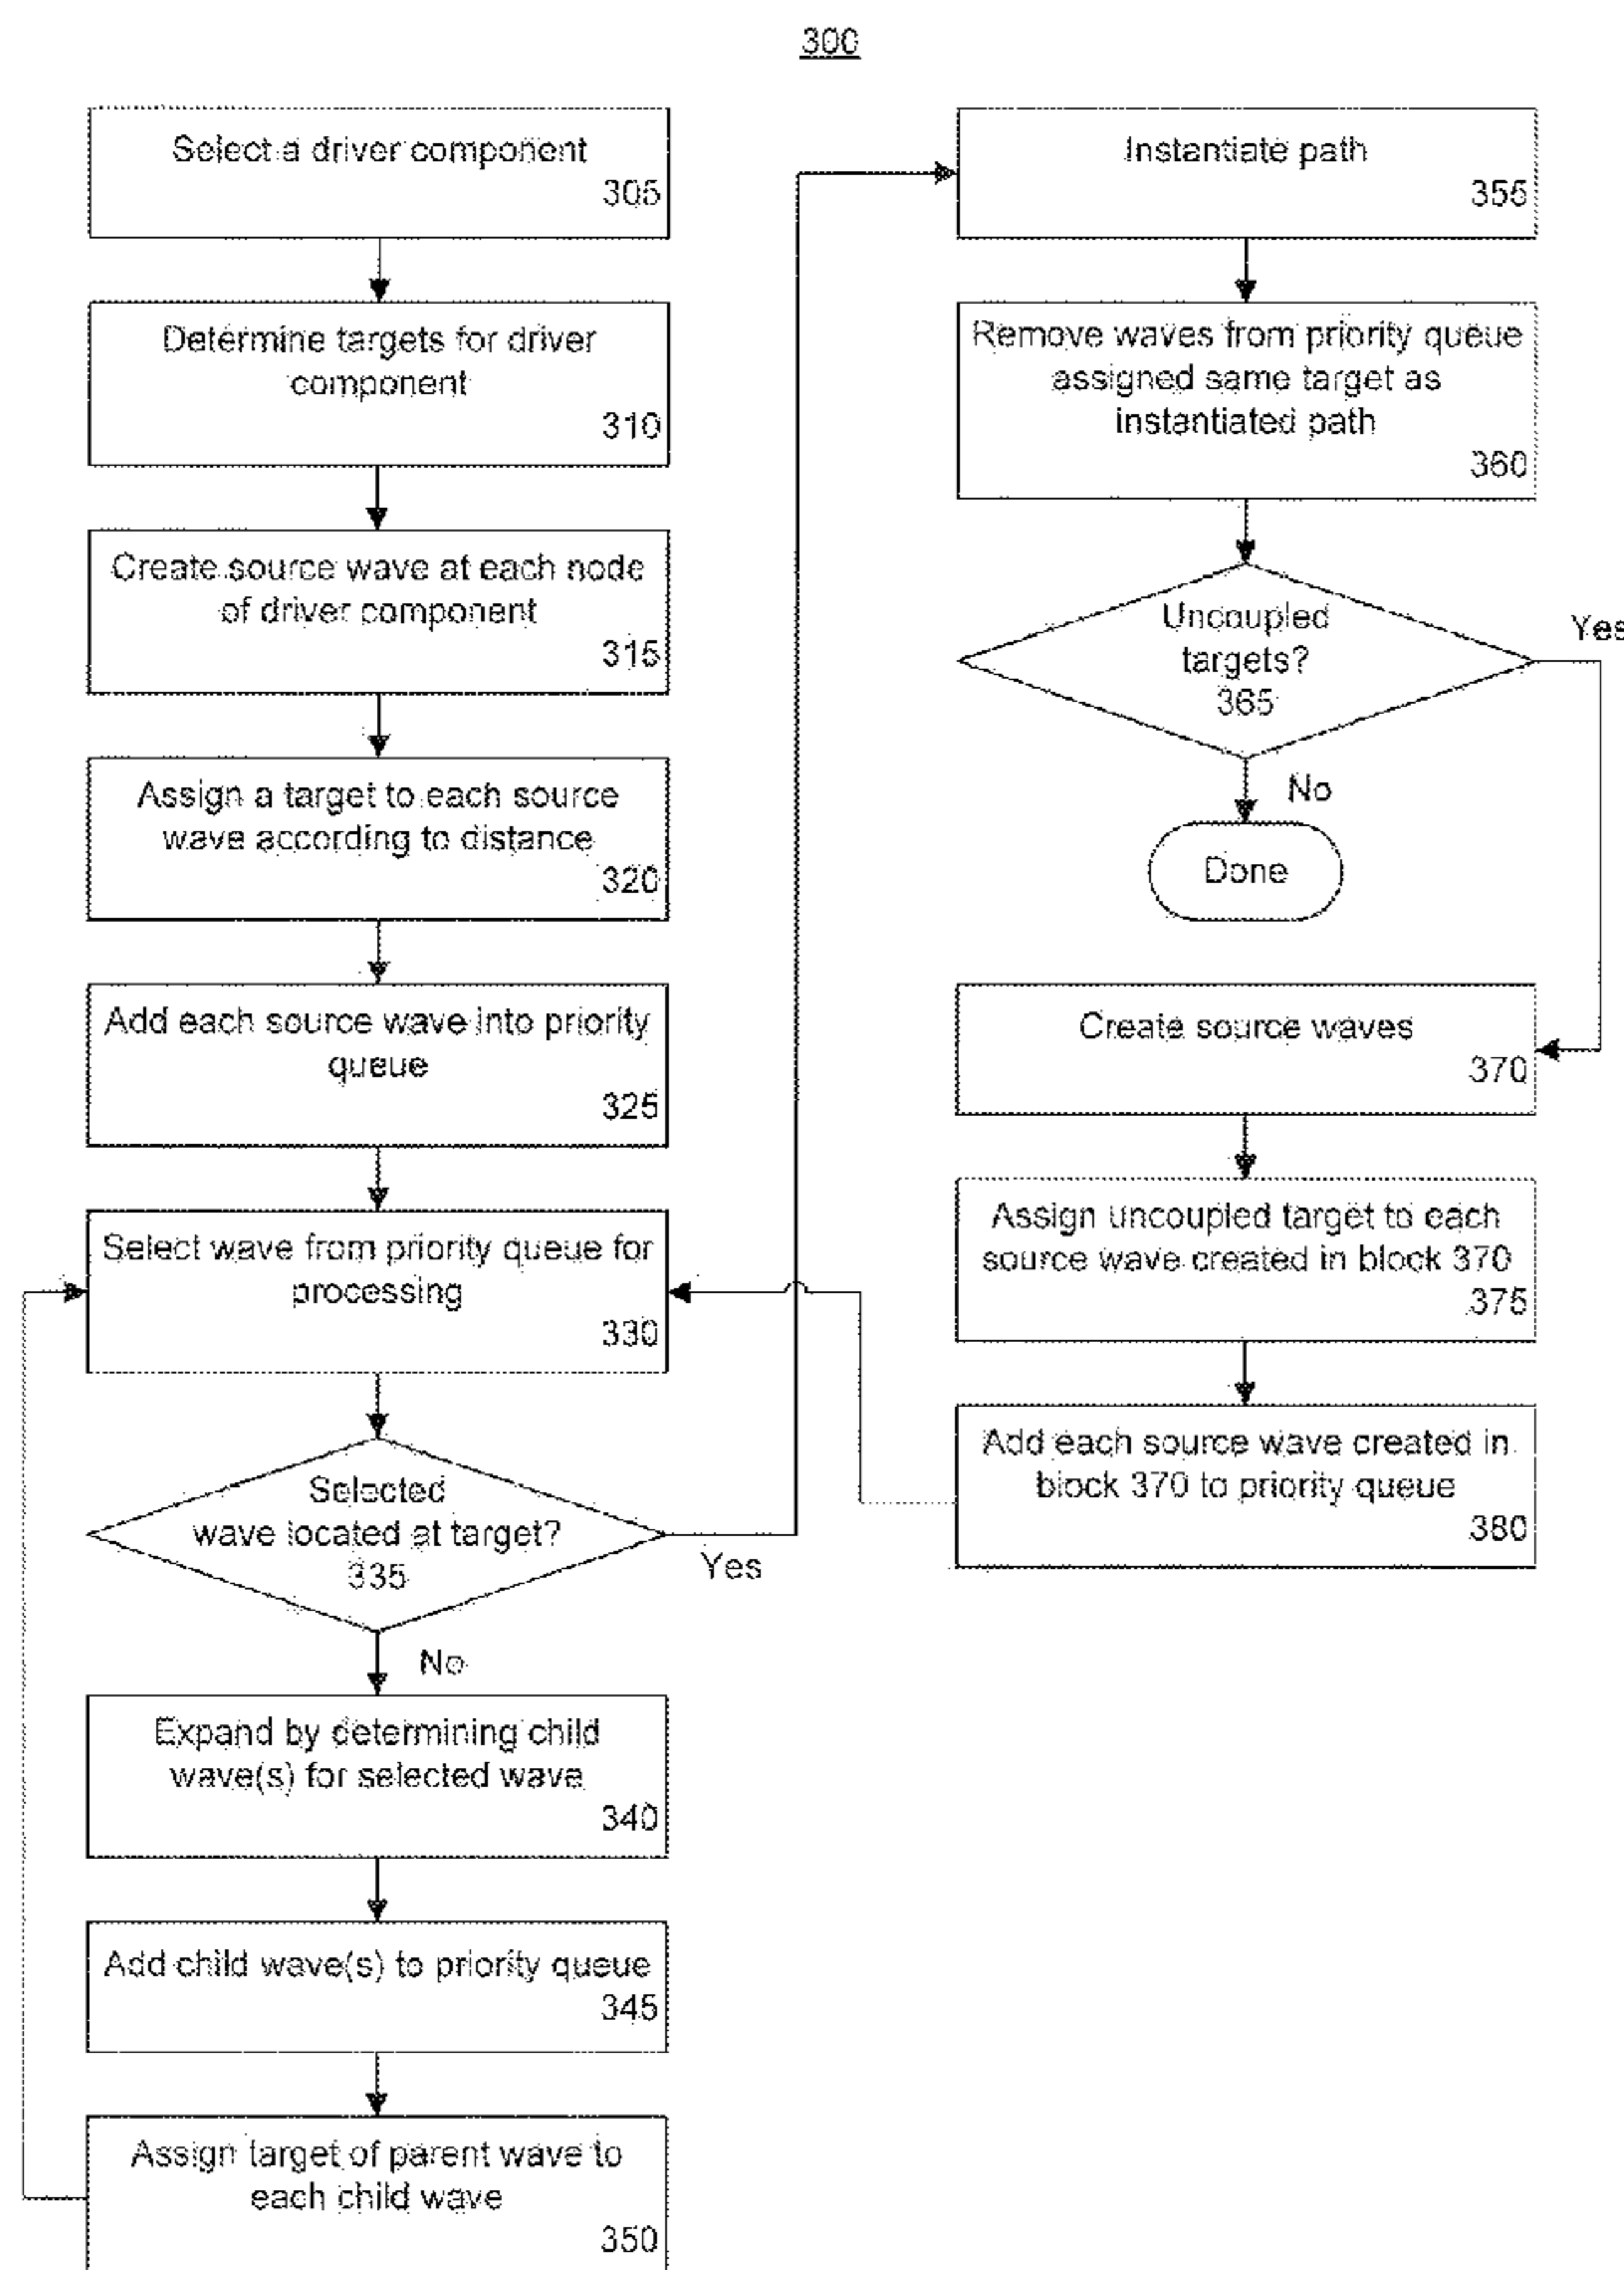 300
Select a driver component
305
Determine targets for driver
component
310
Create source wave at each node
of driver component
315
Assign a target to each source
wave according to distance
320
Add each source wave into priority
queue
325
Select wave from priority queue for
processing
330
Selected
wave located at target?
335
Yes
No
Expand by determining child
wave(s) for selected wave
340
Add child wave(s) to priority queue
345
Assign target of parent wave to
each child wave
350
Instantiate path
355
Remove waves from priority queue
assigned same target as
instantiated path
360
Uncoupled
targets?
365
Yes
No
Done
Create source waves
370
Assign uncoupled target to each
source wave created in block 370
375
Add each source wave created in
block 370 to priority queue
380